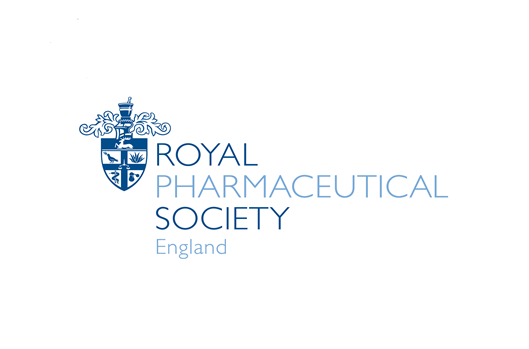 ROYAL
PHARMACEUTICAL
SOCIETY
England